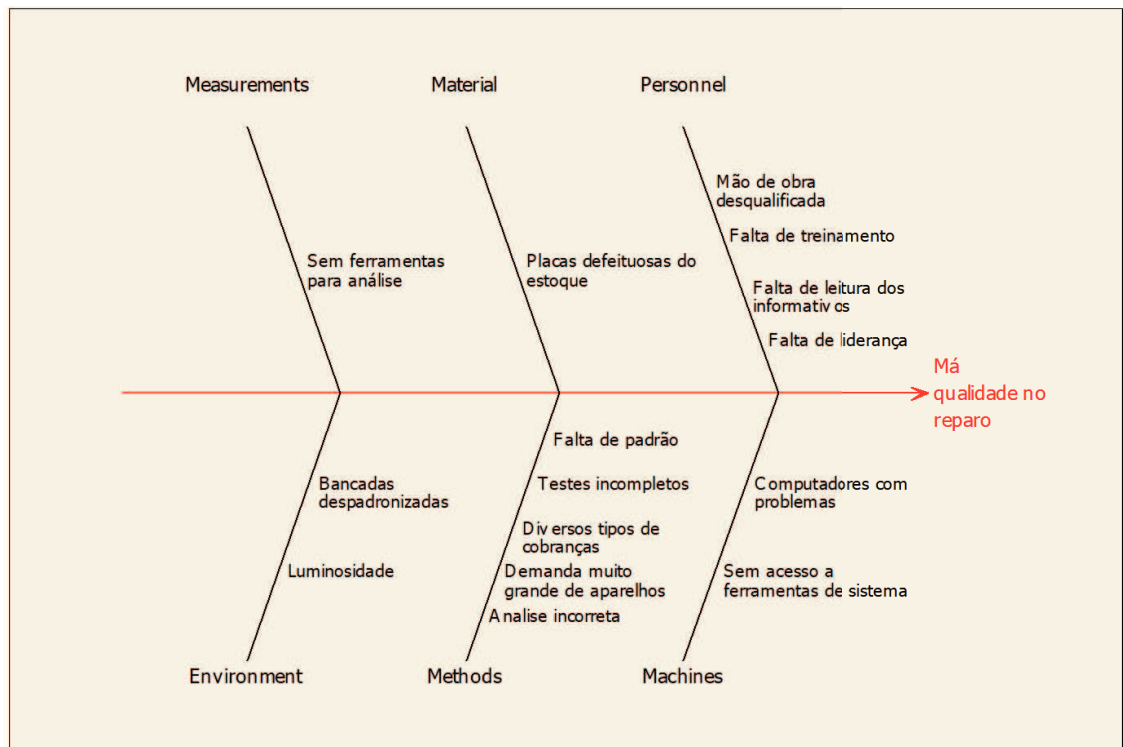 Measurements
Material
Personnel
Mão de obra
desqualificada
Falta de treinamento
Sem ferramentas
para análise
Placas defeituosas do
estoque
Falta de leitura dos
informativos
Falta de liderança
Má
qualidade no
reparo
Falta de padrão
Bancadas
despadronizadas
Testes incompletos
Computadores com
problemas
Diversos tipos de
cobranças
Luminosidade
Demanda muito
grande de aparelhos
Sem acesso a
ferramentas de sistema
Analise incorreta
Environment
Methods
Machines